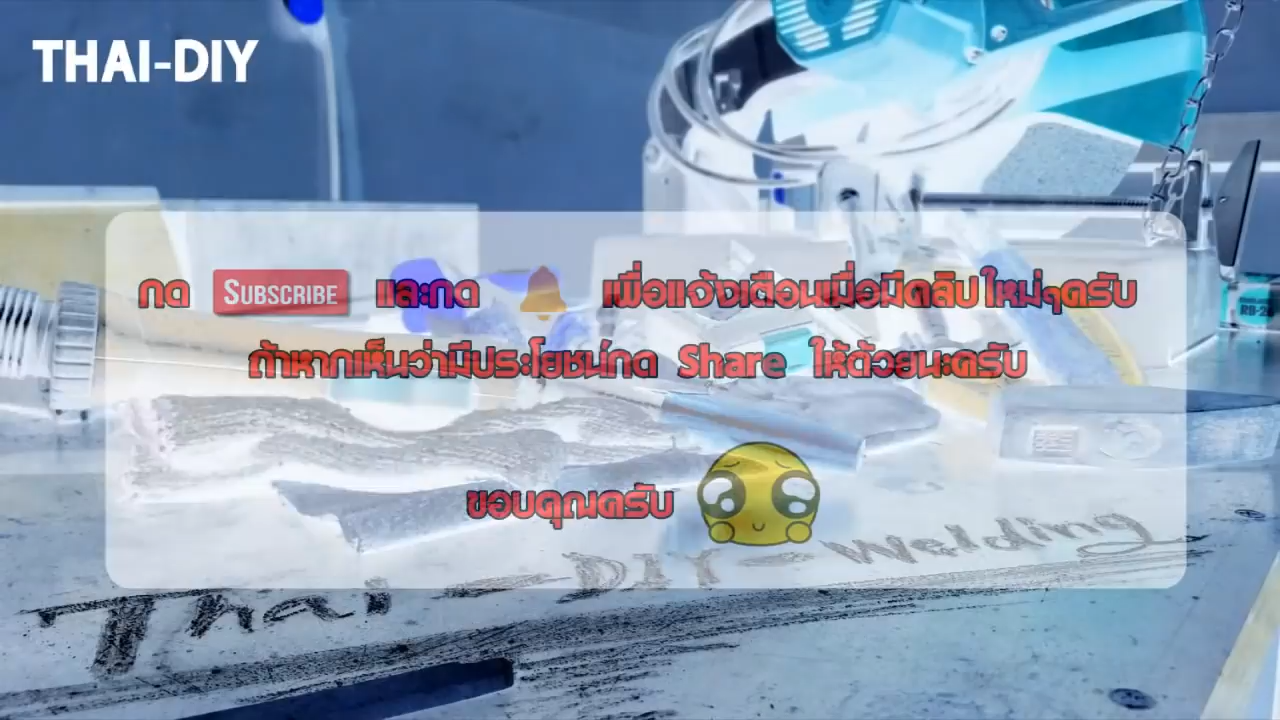 THAI-DIY
กด SUBSCRIBE และกด เพื่อแจ้งเตือนเมื่อมีคลิปใหม่ๆครับ
RB-20
ถ้าหากเห็นว่ามีประโยชน์กด Share ให้ด้วยนะครับ
ขอบคุณครับ
Thai - DIY - Welding